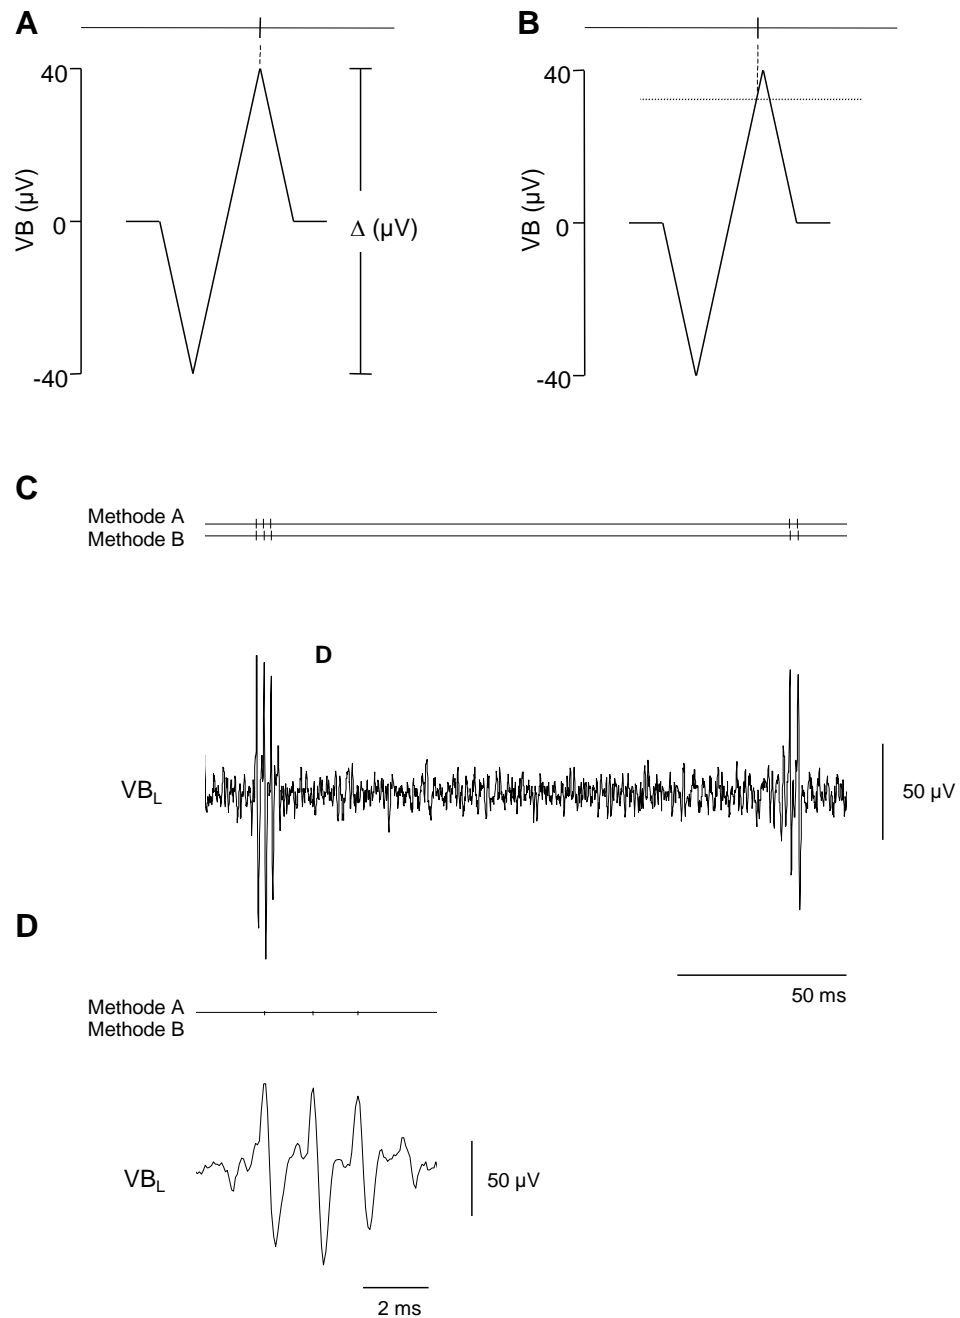 A
B
40
40
VB (µV)
VB (µV)
0
Δ (µV)
0
-40
-40
C
Methode A
Methode B
D
VBL
50 µV
D
50 ms
Methode A
Methode B
VBL
50 µV
2 ms